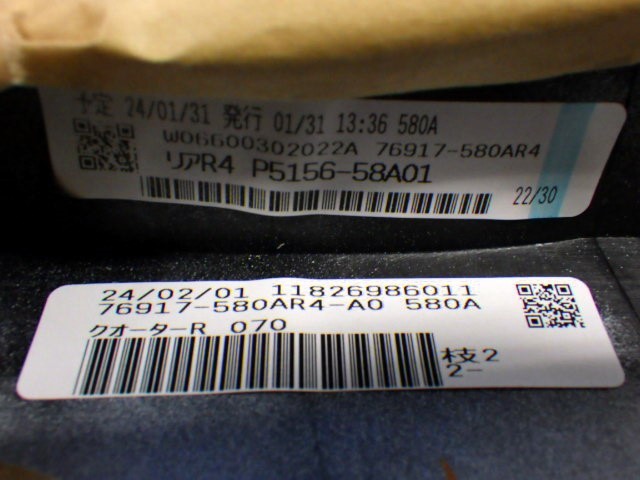 予定 24/01/31 発行 01/31 13:36 580A
W06600302022A 76917-580AR4
リアR4 P5156-58A01
22/30
24/02/01 11826986011
76917-580AR4-A0 580A
クオーターR 070
枝2
2-